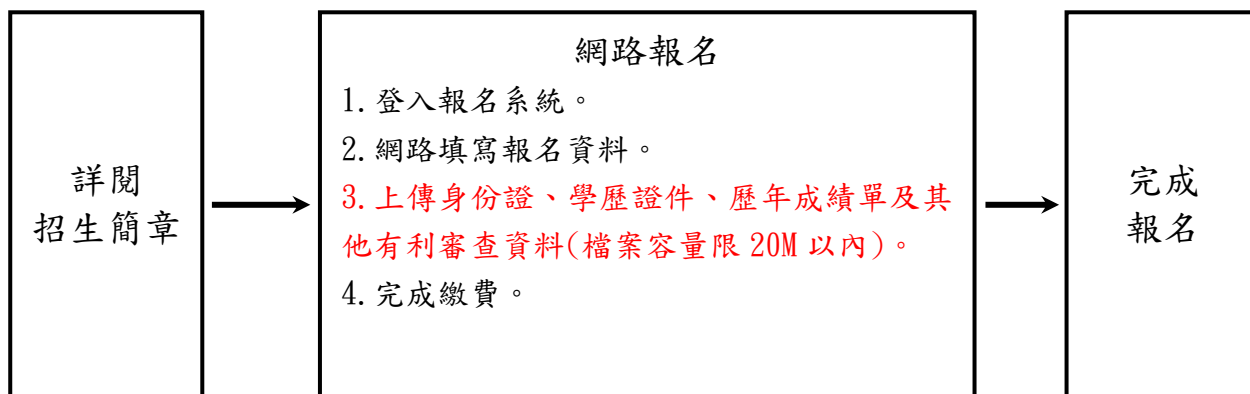 詳閱
招生簡章
網路報名
1.登入報名系統。
2.網路填寫報名資料。
3.上傳身份證、學歷證件、歷年成績單及其
他有利審查資料(檔案容量限 20M 以內)。
4.完成繳費。
完成
報名